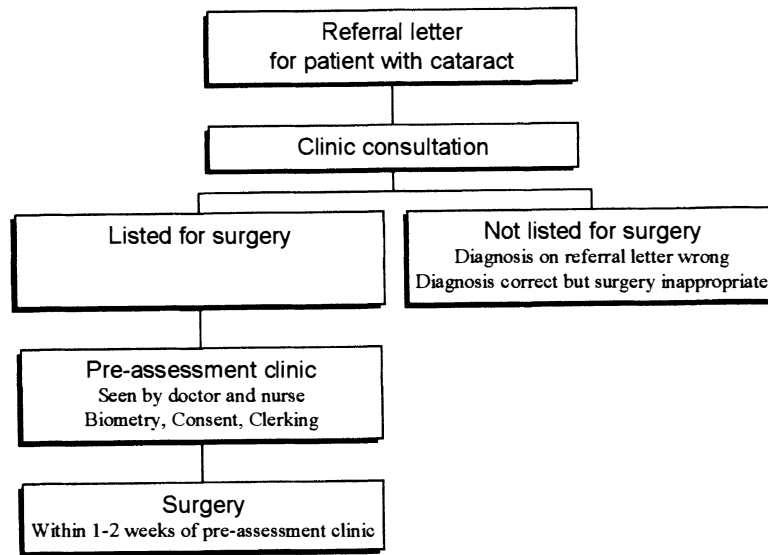 Referral letter
for patient with cataract
Clinic consultation
Listed for surgery
Not listed for surgery
Diagnosis on referral letter wrong
Diagnosis correct but surgery inappropriate
Pre-assessment clinic
Seen by doctor and nurse
Biometry, Consent, Clerking
Surgery
Within 1-2 weeks of pre-assessment clinic